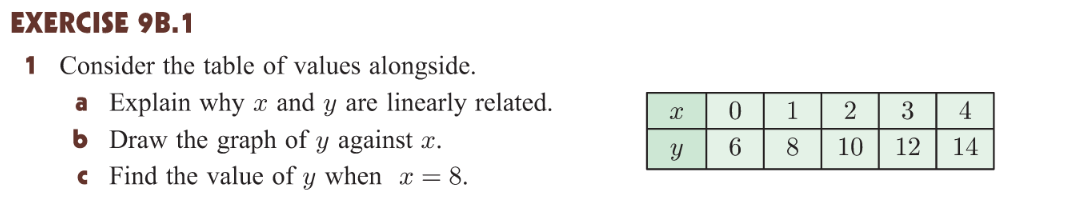 EXERCISE 9B.1
1 Consider the table of values alongside.
a Explain why x and y are linearly related.
b Draw the graph of y against x.
c Find the value of y when x = 8.
x 0 1 2 3 4
y 6 8 10 12 14